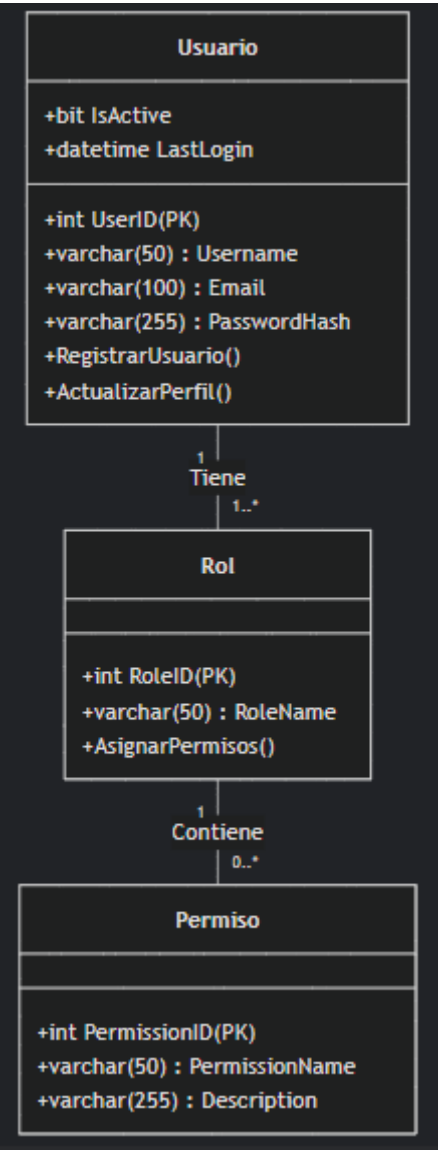 Usuario
+bit IsActive
+datetime LastLogin
+int UserID(PK)
+varchar(50) : Username
+varchar(100) : Email
+varchar(255) : PasswordHash
+RegistrarUsuario()
+ActualizarPerfil()
1
Tiene
1..*
Rol
+int RoleID(PK)
+varchar(50) : RoleName
+AsignarPermisos()
1
Contiene
0..*
Permiso
+int PermissionID(PK)
+varchar(50) : PermissionName
+varchar(255) : Description